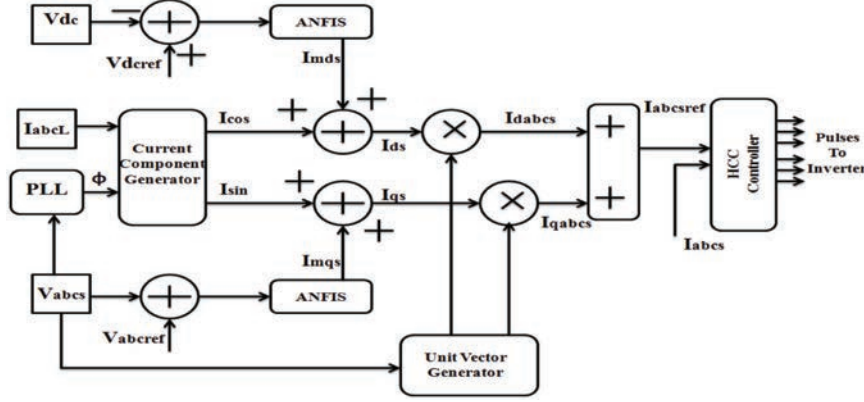 Vdc
ANFIS
Vdcref
Imds
IabcL
Current
Component
Generator
Icos
Ids
Idabcs
Iabcsref
HCC
Controller
Pulses
To
Inverter
PLL
Φ
Isin
Iqs
Iqabcs
Iabcs
Imqs
Vabcs
ANFIS
Vabcref
Unit Vector
Generator